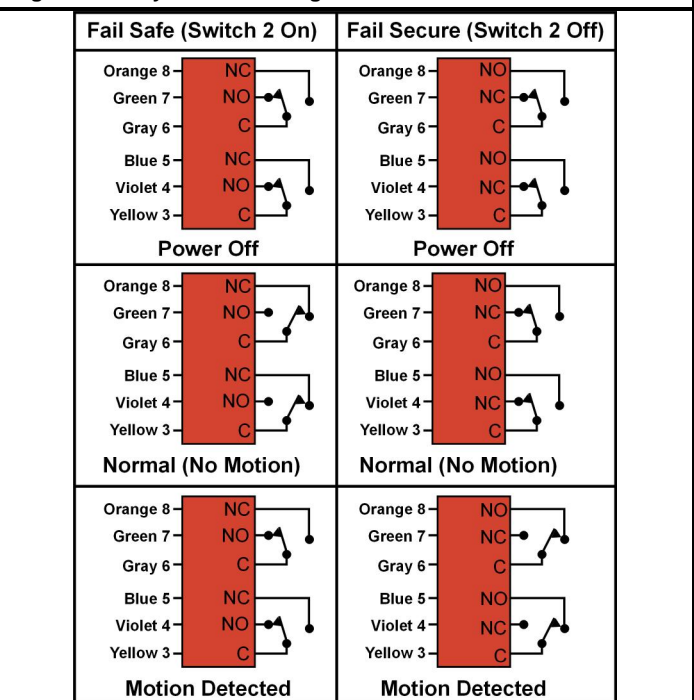 Fail Safe (Switch 2 On) Fail Secure (Switch 2 Off)
Orange 8 NC
Green 7 NO
Gray 6 C
Blue 5 NC
Violet 4 NO
Yellow 3 C
Power Off
Orange 8 NO
Green 7 NC
Gray 6 C
Blue 5 NO
Violet 4 NC
Yellow 3 C
Power Off
Orange 8 NC
Green 7 NO
Gray 6 C
Blue 5 NC
Violet 4 NO
Yellow 3 C
Normal (No Motion)
Orange 8 NO
Green 7 NC
Gray 6 C
Blue 5 NO
Violet 4 NC
Yellow 3 C
Normal (No Motion)
Orange 8 NC
Green 7 NO
Gray 6 C
Blue 5 NC
Violet 4 NO
Yellow 3 C
Motion Detected
Orange 8 NO
Green 7 NC
Gray 6 C
Blue 5 NO
Violet 4 NC
Yellow 3 C
Motion Detected